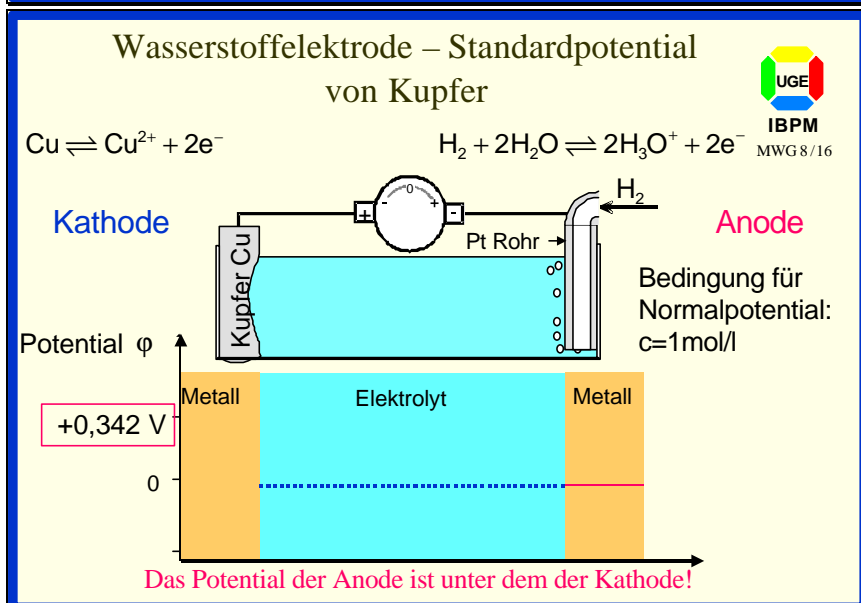 Wasserstoffelektrode – Standardpotential
von Kupfer
UGE
IBPM
MWG 8/16
Cu ⇌ Cu²⁺ + 2e⁻
H₂ + 2H₂O ⇌ 2H₃O⁺ + 2e⁻
Kathode
+ - 0 + -
H₂
Anode
Pt Rohr
Kupfer Cu
Bedingung für
Normalpotential:
c=1mol/l
Potential φ
Metall
Elektrolyt
Metall
+0,342 V
0
Das Potential der Anode ist unter dem der Kathode!